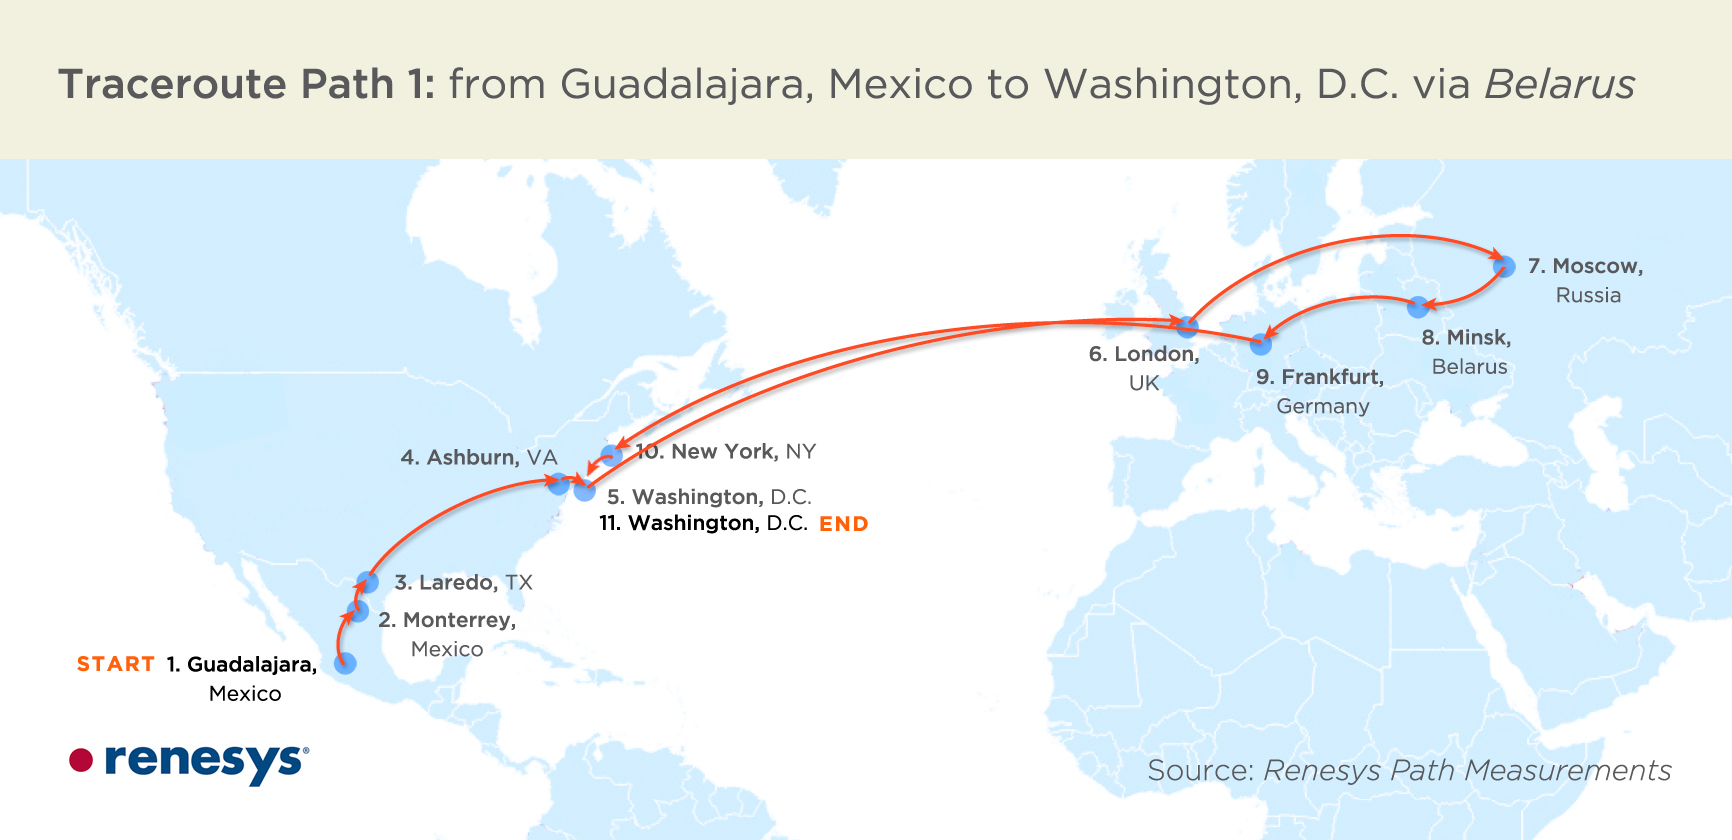 Traceroute Path 1: from Guadalajara, Mexico to Washington, D.C. via Belarus
7. Moscow,
Russia
8. Minsk,
Belarus
6. London,
UK
9. Frankfurt,
Germany
4. Ashburn, VA
10. New York, NY
5. Washington, D.C.
11. Washington, D.C. END
3. Laredo, TX
2. Monterrey,
Mexico
START 1. Guadalajara,
Mexico
renesys®
Source: Renesys Path Measurements